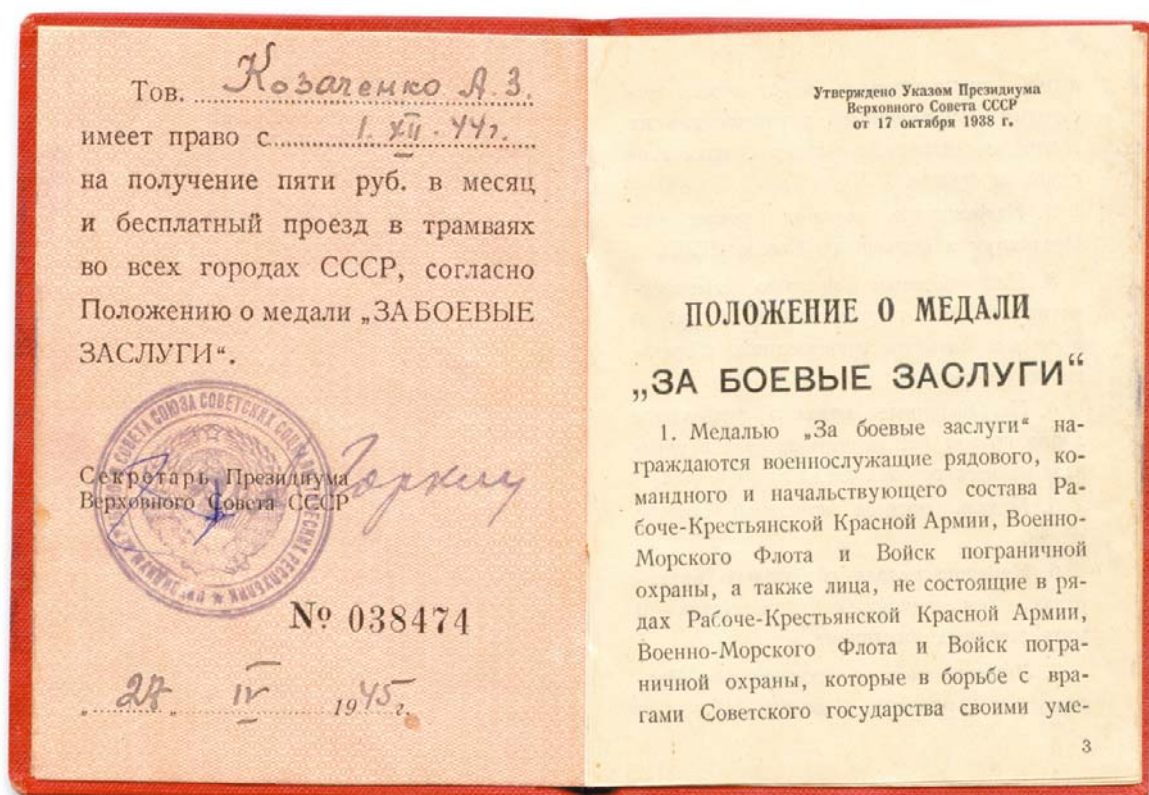 Тов. Козаченко А.З.
имеет право с 1. XII - 44г.
на получение пяти руб. в месяц
и бесплатный проезд в трамваях
во всех городах СССР, согласно
Положению о медали „ЗА БОЕВЫЕ
ЗАСЛУГИ“.
Секретарь Президиума
Верховного Совета СССР
Горкин
№ 038474
„27„ IV 1945г.
Утверждено Указом Президиума
Верховного Совета СССР
от 17 октября 1938 г.
ПОЛОЖЕНИЕ О МЕДАЛИ
„ЗА БОЕВЫЕ ЗАСЛУГИ“
1. Медалью „За боевые заслуги“ на-
граждаются военнослужащие рядового, ко-
мандного и начальствующего состава Ра-
боче-Крестьянской Красной Армии, Военно-
Морского Флота и Войск пограничной
охраны, а также лица, не состоящие в ря-
дах Рабоче-Крестьянской Красной Армии,
Военно-Морского Флота и Войск погра-
ничной охраны, которые в борьбе с вра-
гами Советского государства своими уме-
3